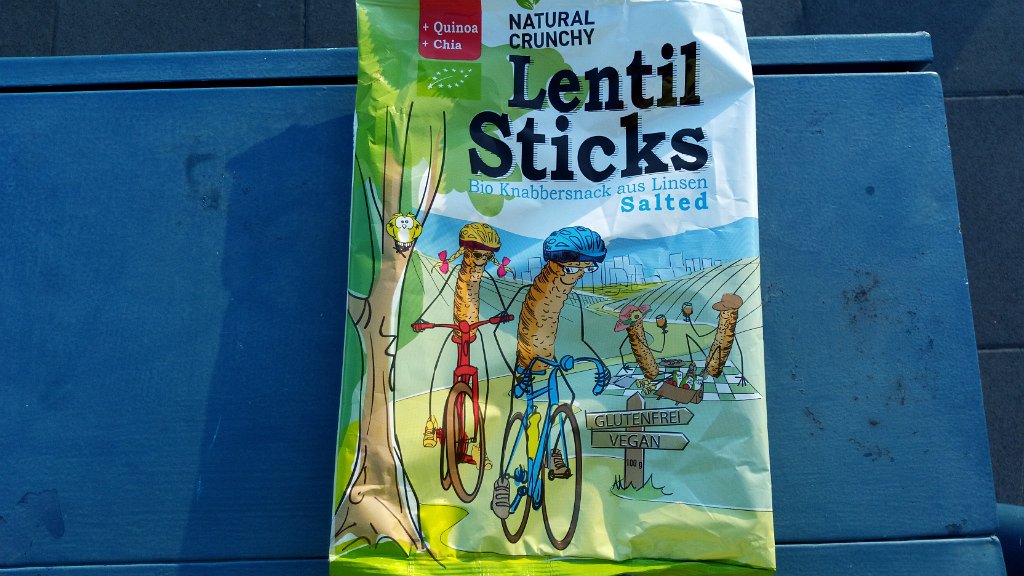 + Quinoa
+ Chia
NATURAL
CRUNCHY
Lentil
Sticks
Bio Knabbersnack aus Linsen
Salted
GLUTENFREI
VEGAN
100 g